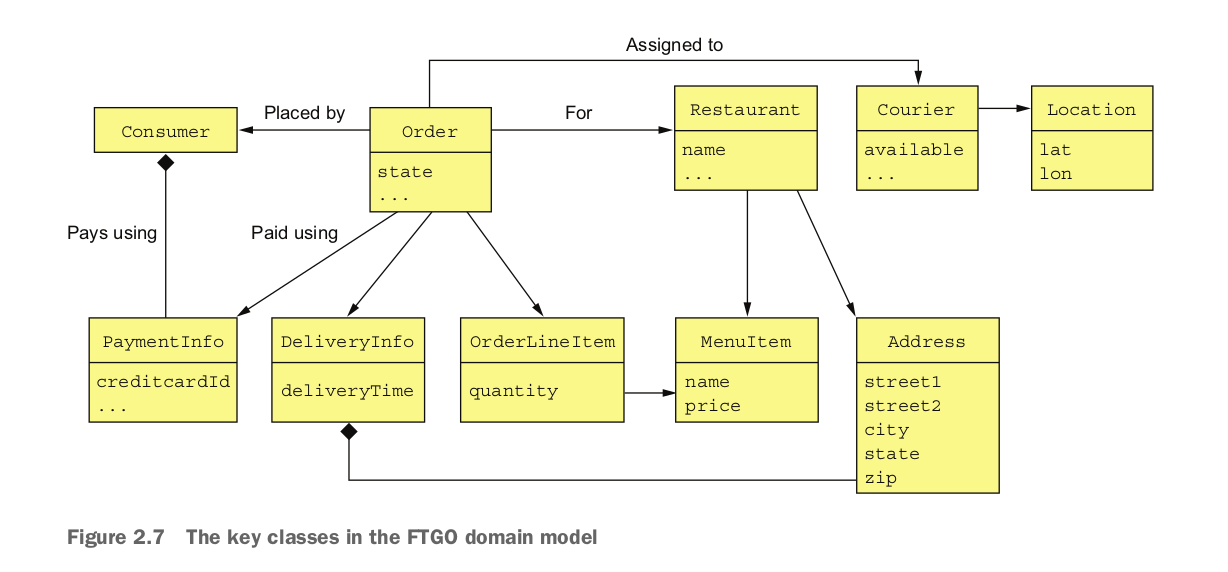 Assigned to
Placed by
For
Consumer
Order
state
...
Restaurant
name
...
Courier
available
...
Location
lat
lon
Pays using
Paid using
PaymentInfo
creditcardId
...
DeliveryInfo
deliveryTime
OrderLineItem
quantity
MenuItem
name
price
Address
street1
street2
city
state
zip
Figure 2.7 The key classes in the FTGO domain model